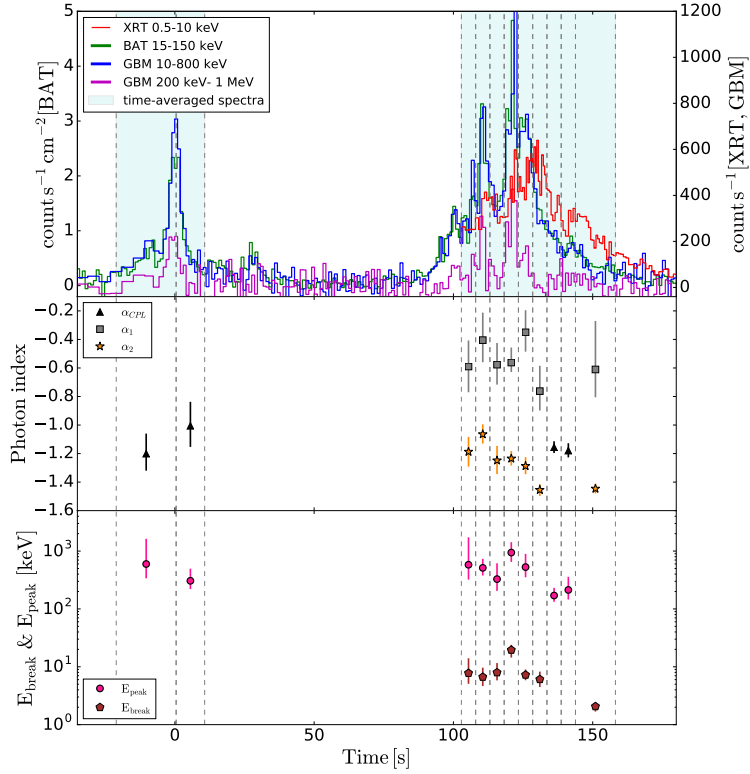 5
4
3
2
1
0
count s⁻¹ cm⁻² [BAT]
XRT 0.5-10 keV
BAT 15-150 keV
GBM 10-800 keV
GBM 200 keV- 1 MeV
time-averaged spectra
1200
1000
800
600
400
200
0
count s⁻¹ [XRT, GBM]
−0.2
−0.4
−0.6
−0.8
−1.0
−1.2
−1.4
−1.6
Photon index
α_CPL
α₁
α₂
10³
10²
10¹
10⁰
E_break & E_peak [keV]
E_peak
E_break
0 50 100 150
Time [s]